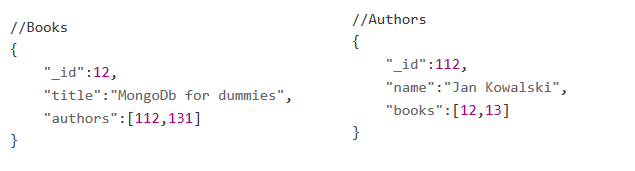 //Books
{
    "_id":12,
    "title":"MongoDb for dummies",
    "authors":[112,131]
}
//Authors
{
    "_id":112,
    "name":"Jan Kowalski",
    "books":[12,13]
}